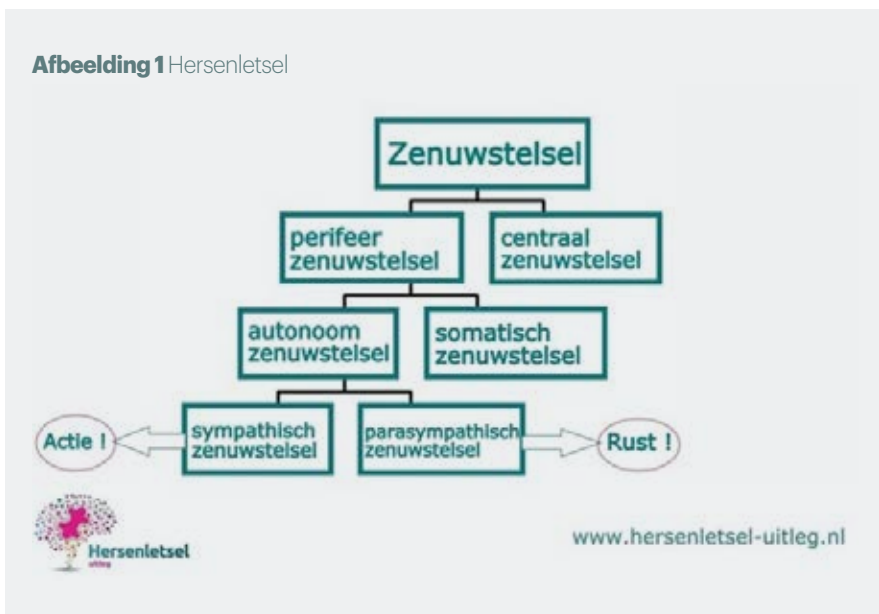 Afbeelding 1 Hersenletsel
Zenuwstelsel
perifeer
zenuwstelsel
centraal
zenuwstelsel
autonoom
zenuwstelsel
somatisch
zenuwstelsel
Actie !
sympathisch
zenuwstelsel
parasympathisch
zenuwstelsel
Rust !
Hersenletsel
uitleg
www.hersenletsel-uitleg.nl